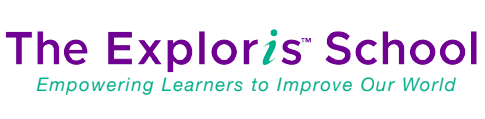 The Exploris™ School
Empowering Learners to Improve Our World